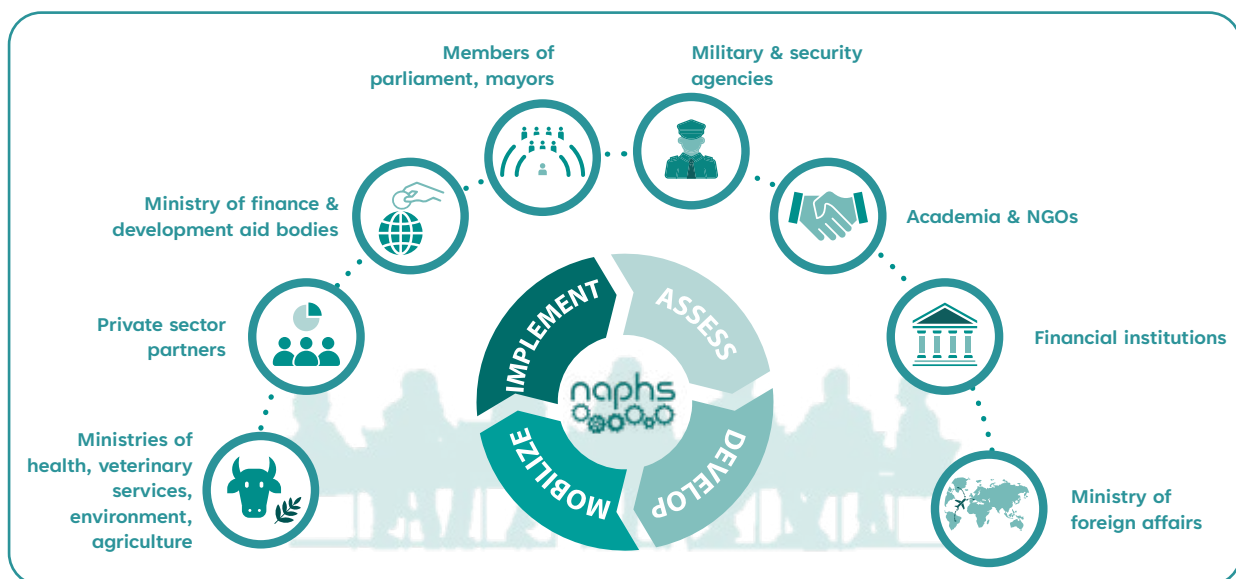 Members of
parliament, mayors
Military & security
agencies
Ministry of finance &
development aid bodies
Academia & NGOs
Private sector
partners
Financial institutions
Ministries of
health, veterinary
services,
environment,
agriculture
Ministry of
foreign affairs
IMPLEMENT
ASSESS
DEVELOP
MOBILIZE
naphs